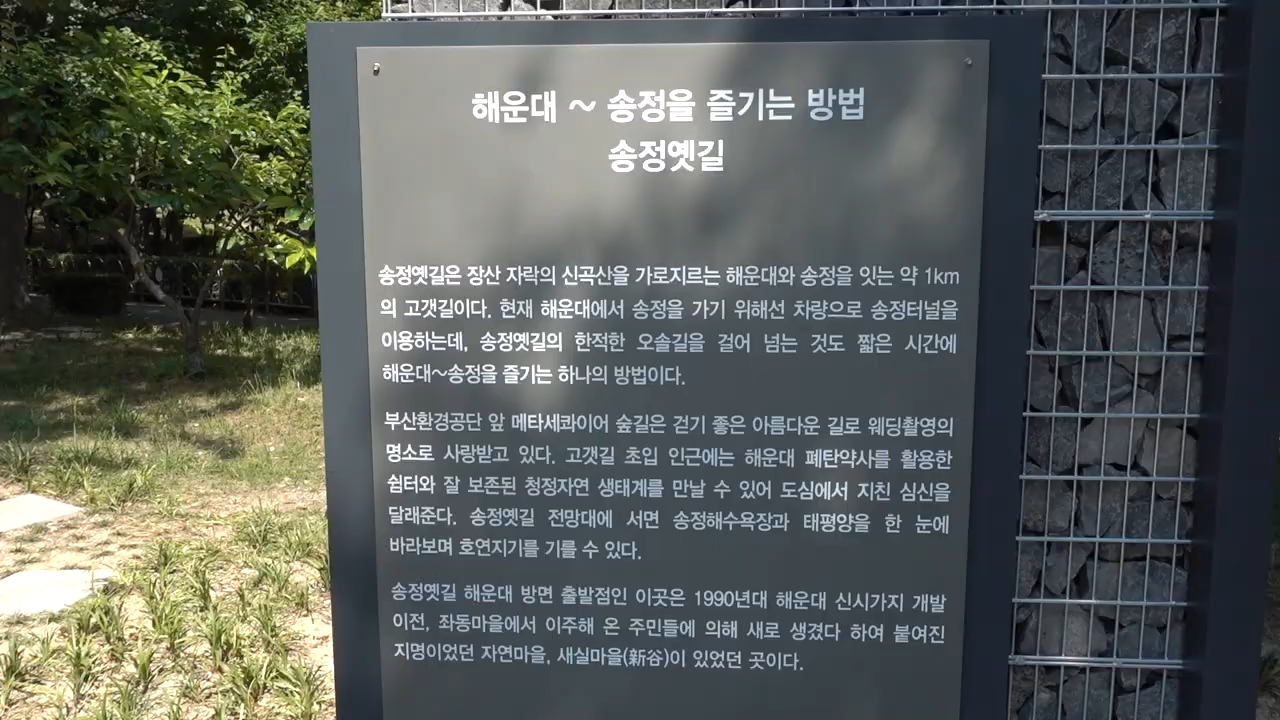 해운대 ~ 송정을 즐기는 방법
송정옛길
송정옛길은 장산 자락의 신곡산을 가로지르는 해운대와 송정을 잇는 약 1km
의 고갯길이다. 현재 해운대에서 송정을 가기 위해선 차량으로 송정터널을
이용하는데, 송정옛길의 한적한 오솔길을 걸어 넘는 것도 짧은 시간에
해운대~송정을 즐기는 하나의 방법이다.
부산환경공단 앞 메타세콰이어 숲길은 걷기 좋은 아름다운 길로 웨딩촬영의
명소로 사랑받고 있다. 고갯길 초입 인근에는 해운대 폐탄약사를 활용한
쉼터와 잘 보존된 청정자연 생태계를 만날 수 있어 도심에서 지친 심신을
달래준다. 송정옛길 전망대에 서면 송정해수욕장과 태평양을 한 눈에
바라보며 호연지기를 기를 수 있다.
송정옛길 해운대 방면 출발점인 이곳은 1990년대 해운대 신시가지 개발
이전, 좌동마을에서 이주해 온 주민들에 의해 새로 생겼다 하여 붙여진
지명이었던 자연마을, 새실마을(新谷)이 있었던 곳이다.